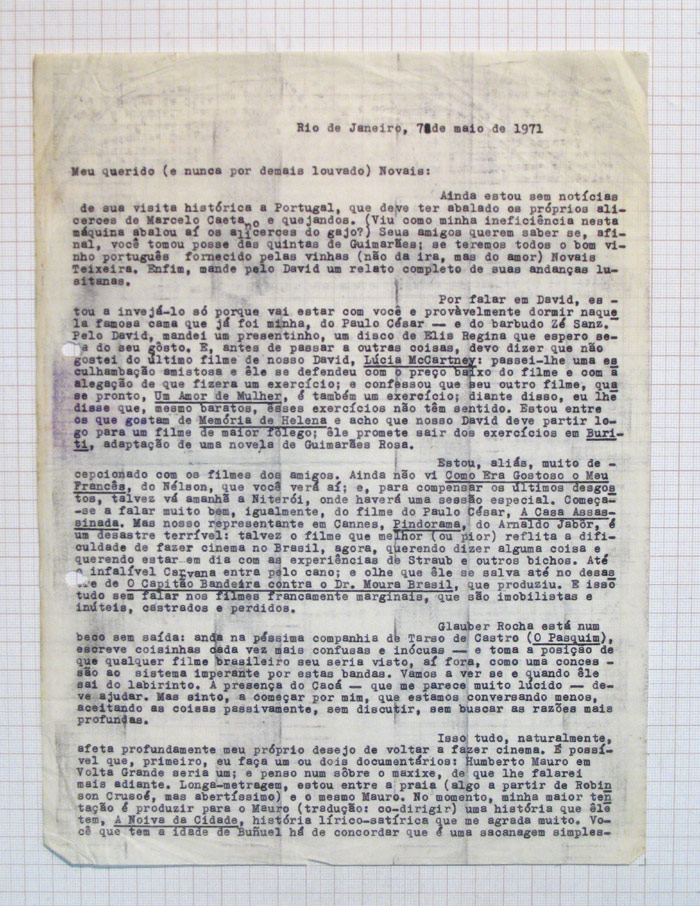 Rio de Janeiro, 7 de maio de 1971
Meu querido (e nunca por demais louvado) Novais:
Ainda estou sem notícias
de sua visita histórica a Portugal, que deve ter abalado os próprios ali-
cerces de Marcelo Caetano e quejandos. (Viu como minha ineficiência nesta
máquina abalou aí os alicerces do gajo?) Seus amigos querem saber se, afi-
nal, você tomou posse das quintas de Guimarães; se teremos todos o bom vi-
nho português fornecido pelas vinhas (não da ira, mas do amor) Novais
Teixeira. Enfim, mande pelo David um relato completo de suas andanças lu-
sitanas.
Por falar em David, es -
tou a invejá-lo só porque vai estar com você e provàvelmente dormir naque
la famosa cama que já foi minha, do Paulo César — e do barbudo Zé Sanz.
Pelo David, mandei um presentinho, um disco de Elis Regina que espero se-
ja do seu gôsto. E, antes de passar a outras coisas, devo dizer que não
gostei do último filme de nosso David, Lúcia McCartney: passei-lhe uma es
culhambação amistosa e êle se defendeu com o preço baixo do filme e com a
alegação de que fizera um exercício; e confessou que seu outro filme, qua
se pronto, Um Amor de Mulher, é também um exercício; diante disso, eu lhe
disse que, mesmo baratos, êsses exercícios não têm sentido. Estou entre
os que gostam de Memória de Helena e acho que nosso David deve partir lo-
go para um filme de maior fôlego; êle promete sair dos exercícios em Buri-
ti, adaptação de uma novela de Guimarães Rosa.
Estou, aliás, muito de -
cepcionado com os filmes dos amigos. Ainda não vi Como Era Gostoso o Meu
Francês, do Nélson, que você verá aí; e, para compensar os últimos desgos
tos, talvez vá amanhã a Niterói, onde haverá uma sessão especial. Começa-
-se a falar muito bem, igualmente, do filme do Paulo César, A Casa Assas-
sinada. Mas nosso representante em Cannes, Pindorama, do Arnaldo Jabor, é
um desastre terrível: talvez o filme que melhor (ou pior) reflita a difi-
culdade de fazer cinema no Brasil, agora, querendo dizer alguma coisa e
querendo estar em dia com as experiências de Straub e outros bichos. Até
o infalível Carvana entra pelo cano; e olhe que êle se salva até no desas
tre de O Capitão Bandeira contra o Dr. Moura Brasil, que produziu. E isso
tudo sem falar nos filmes francamente marginais, que são imobilistas e
inúteis, castrados e perdidos.
Glauber Rocha está num
beco sem saída: anda na péssima companhia de Tarso de Castro (O Pasquim),
escreve coisinhas cada vez mais confusas e inócuas — e toma a posição de
que qualquer filme brasileiro seu seria visto, aí fora, como uma conces -
são ao sistema imperante por estas bandas. Vamos a ver se e quando êle
sai do labirinto. A presença do Cacá — que me parece muito lúcido — de-
ve ajudar. Mas sinto, a começar por mim, que estamos conversando menos,
aceitando as coisas passivamente, sem discutir, sem buscar as razões mais
profundas.
Isso tudo, naturalmente,
afeta profundamente meu próprio desejo de voltar a fazer cinema. É possí-
vel que, primeiro, eu faça um ou dois documentários: Humberto Mauro em
Volta Grande seria um; e penso num sôbre o maxixe, de que lhe falarei
mais adiante. Longa-metragem, estou entre a praia (algo a partir de Robin
son Crusoé, mas abertíssimo) e o mesmo Mauro. No momento, minha maior ten
tação é produzir para o Mauro (tradução: co-dirigir) uma história que êle
tem, A Noiva da Cidade, história lírico-satírica que me agrada muito. Vo-
cê que tem a idade de Buñuel há de concordar que é uma sacanagem simples-